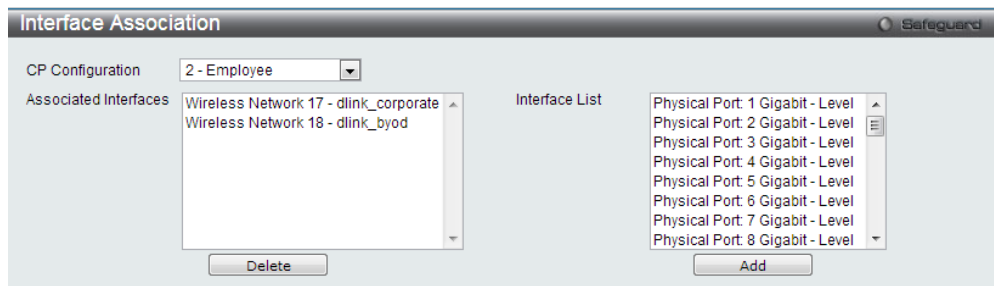 Interface Association
Safeguard
CP Configuration
2 - Employee
Associated Interfaces
Wireless Network 17 - dlink_corporate
Wireless Network 18 - dlink_byod
Interface List
Physical Port: 1 Gigabit - Level
Physical Port: 2 Gigabit - Level
Physical Port: 3 Gigabit - Level
Physical Port: 4 Gigabit - Level
Physical Port: 5 Gigabit - Level
Physical Port: 6 Gigabit - Level
Physical Port: 7 Gigabit - Level
Physical Port: 8 Gigabit - Level
Delete
Add